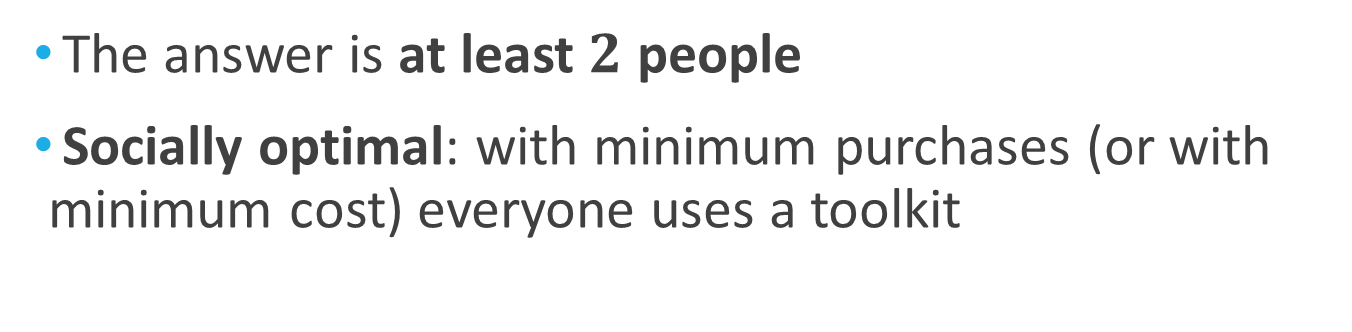 • The answer is at least 2 people
• Socially optimal: with minimum purchases (or with
minimum cost) everyone uses a toolkit